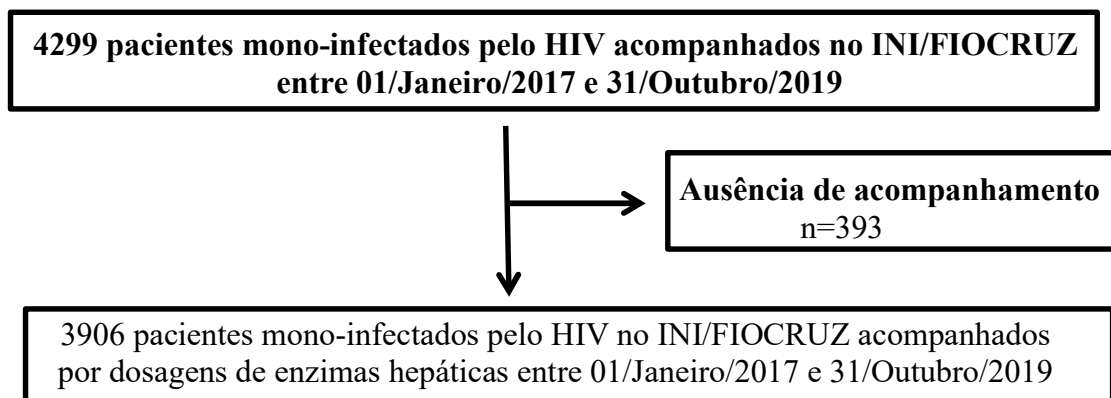 4299 pacientes mono-infectados pelo HIV acompanhados no INI/FIOCRUZ
entre 01/Janeiro/2017 e 31/Outubro/2019
Ausência de acompanhamento
n=393
3906 pacientes mono-infectados pelo HIV no INI/FIOCRUZ acompanhados
por dosagens de enzimas hepáticas entre 01/Janeiro/2017 e 31/Outubro/2019